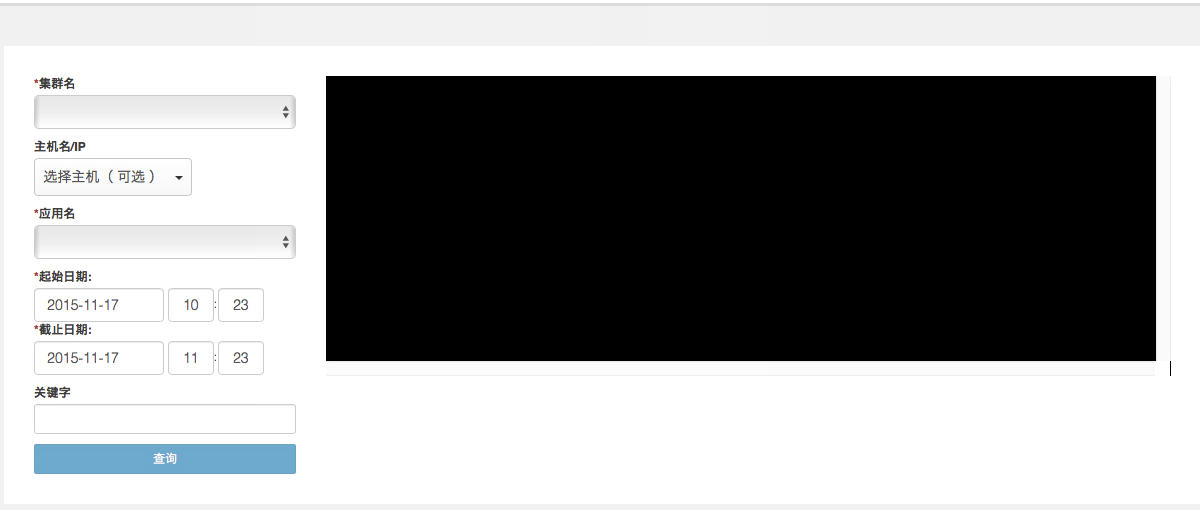 *集群名
主机名/IP
选择主机（可选）
*应用名
*起始日期:
2015-11-17 10 : 23
*截止日期:
2015-11-17 11 : 23
关键字
查询